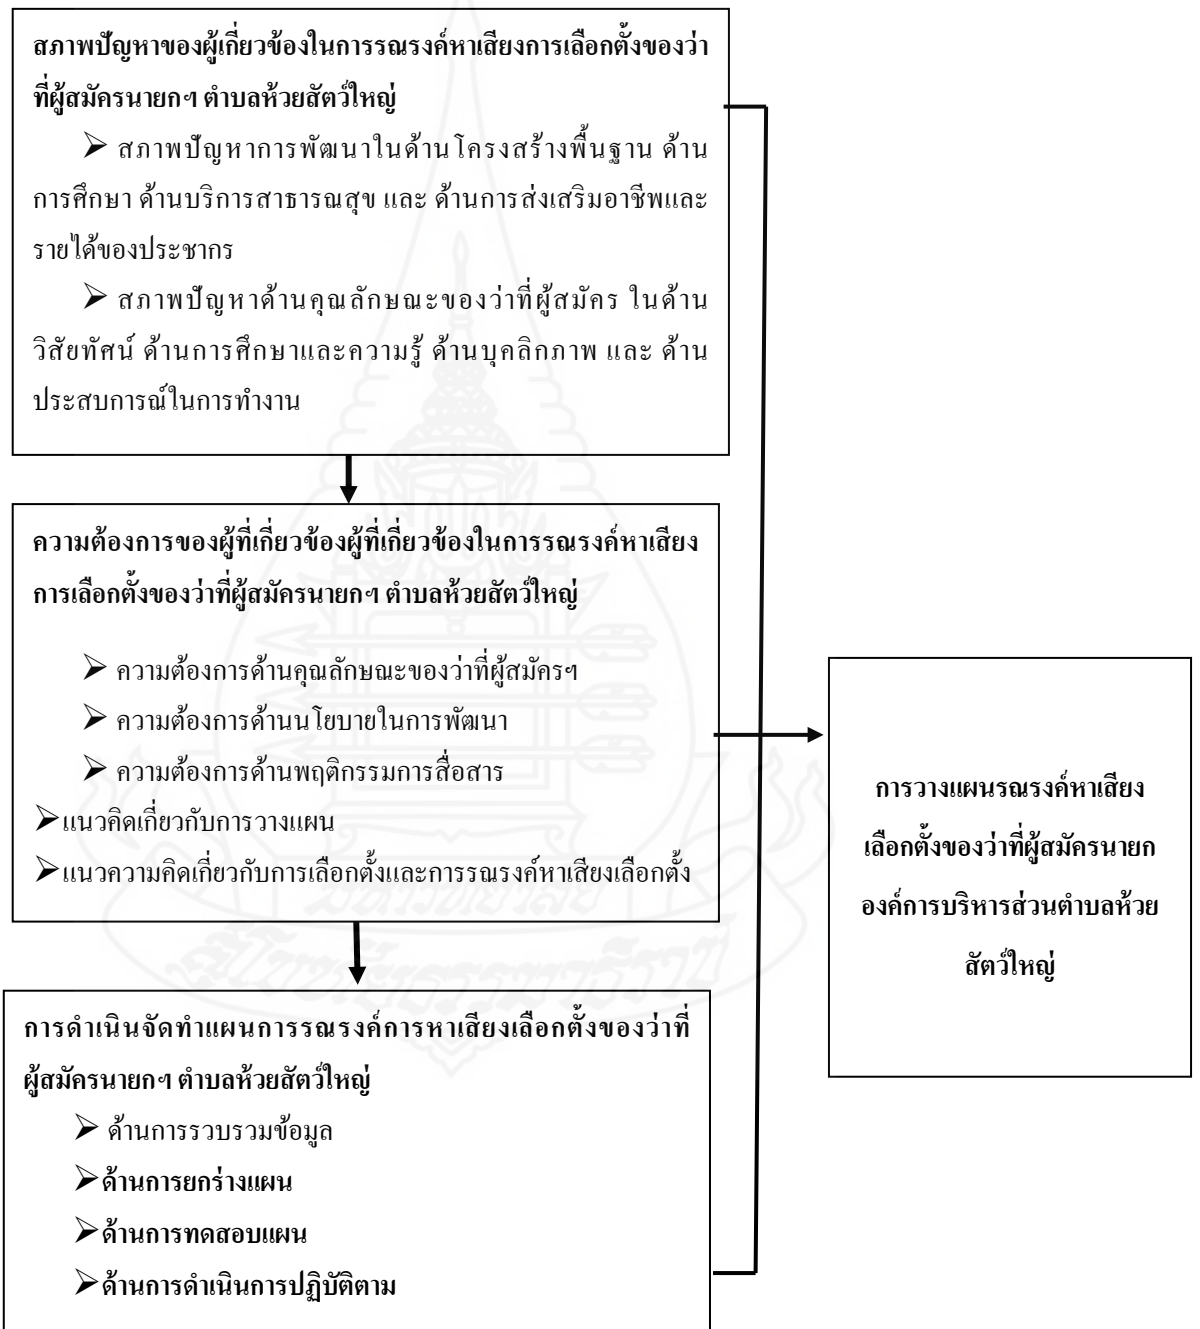 สภาพปัญหาของผู้เกี่ยวข้องในการรณรงค์หาเสียงการเลือกตั้งของว่า
ที่ผู้สมัครนายกฯ ตำบลห้วยสัตว์ใหญ่
➢ สภาพปัญหาการพัฒนาในด้านโครงสร้างพื้นฐาน ด้าน
การศึกษา ด้านบริการสาธารณสุข และ ด้านการส่งเสริมอาชีพและ
รายได้ของประชากร
➢ สภาพปัญหาด้านคุณลักษณะของว่าที่ผู้สมัคร ในด้าน
วิสัยทัศน์ ด้านการศึกษาและความรู้ ด้านบุคลิกภาพ และ ด้าน
ประสบการณ์ในการทำงาน
ความต้องการของผู้ที่เกี่ยวข้องผู้ที่เกี่ยวข้องในการรณรงค์หาเสียง
การเลือกตั้งของว่าที่ผู้สมัครนายกฯ ตำบลห้วยสัตว์ใหญ่
➢ ความต้องการด้านคุณลักษณะของว่าที่ผู้สมัครฯ
➢ ความต้องการด้านนโยบายในการพัฒนา
➢ ความต้องการด้านพฤติกรรมการสื่อสาร
➢แนวคิดเกี่ยวกับการวางแผน
➢แนวความคิดเกี่ยวกับการเลือกตั้งและการรณรงค์หาเสียงเลือกตั้ง
การดำเนินจัดทำแผนการรณรงค์การหาเสียงเลือกตั้งของว่าที่
ผู้สมัครนายกฯ ตำบลห้วยสัตว์ใหญ่
➢ ด้านการรวบรวมข้อมูล
➢ด้านการยกร่างแผน
➢ด้านการทดสอบแผน
➢ด้านการดำเนินการปฏิบัติตาม
การวางแผนรณรงค์หาเสียง
เลือกตั้งของว่าที่ผู้สมัครนายก
องค์การบริหารส่วนตำบลห้วย
สัตว์ใหญ่
มหาวิทยาลัย
สุโขทัยธรรมาธิราช